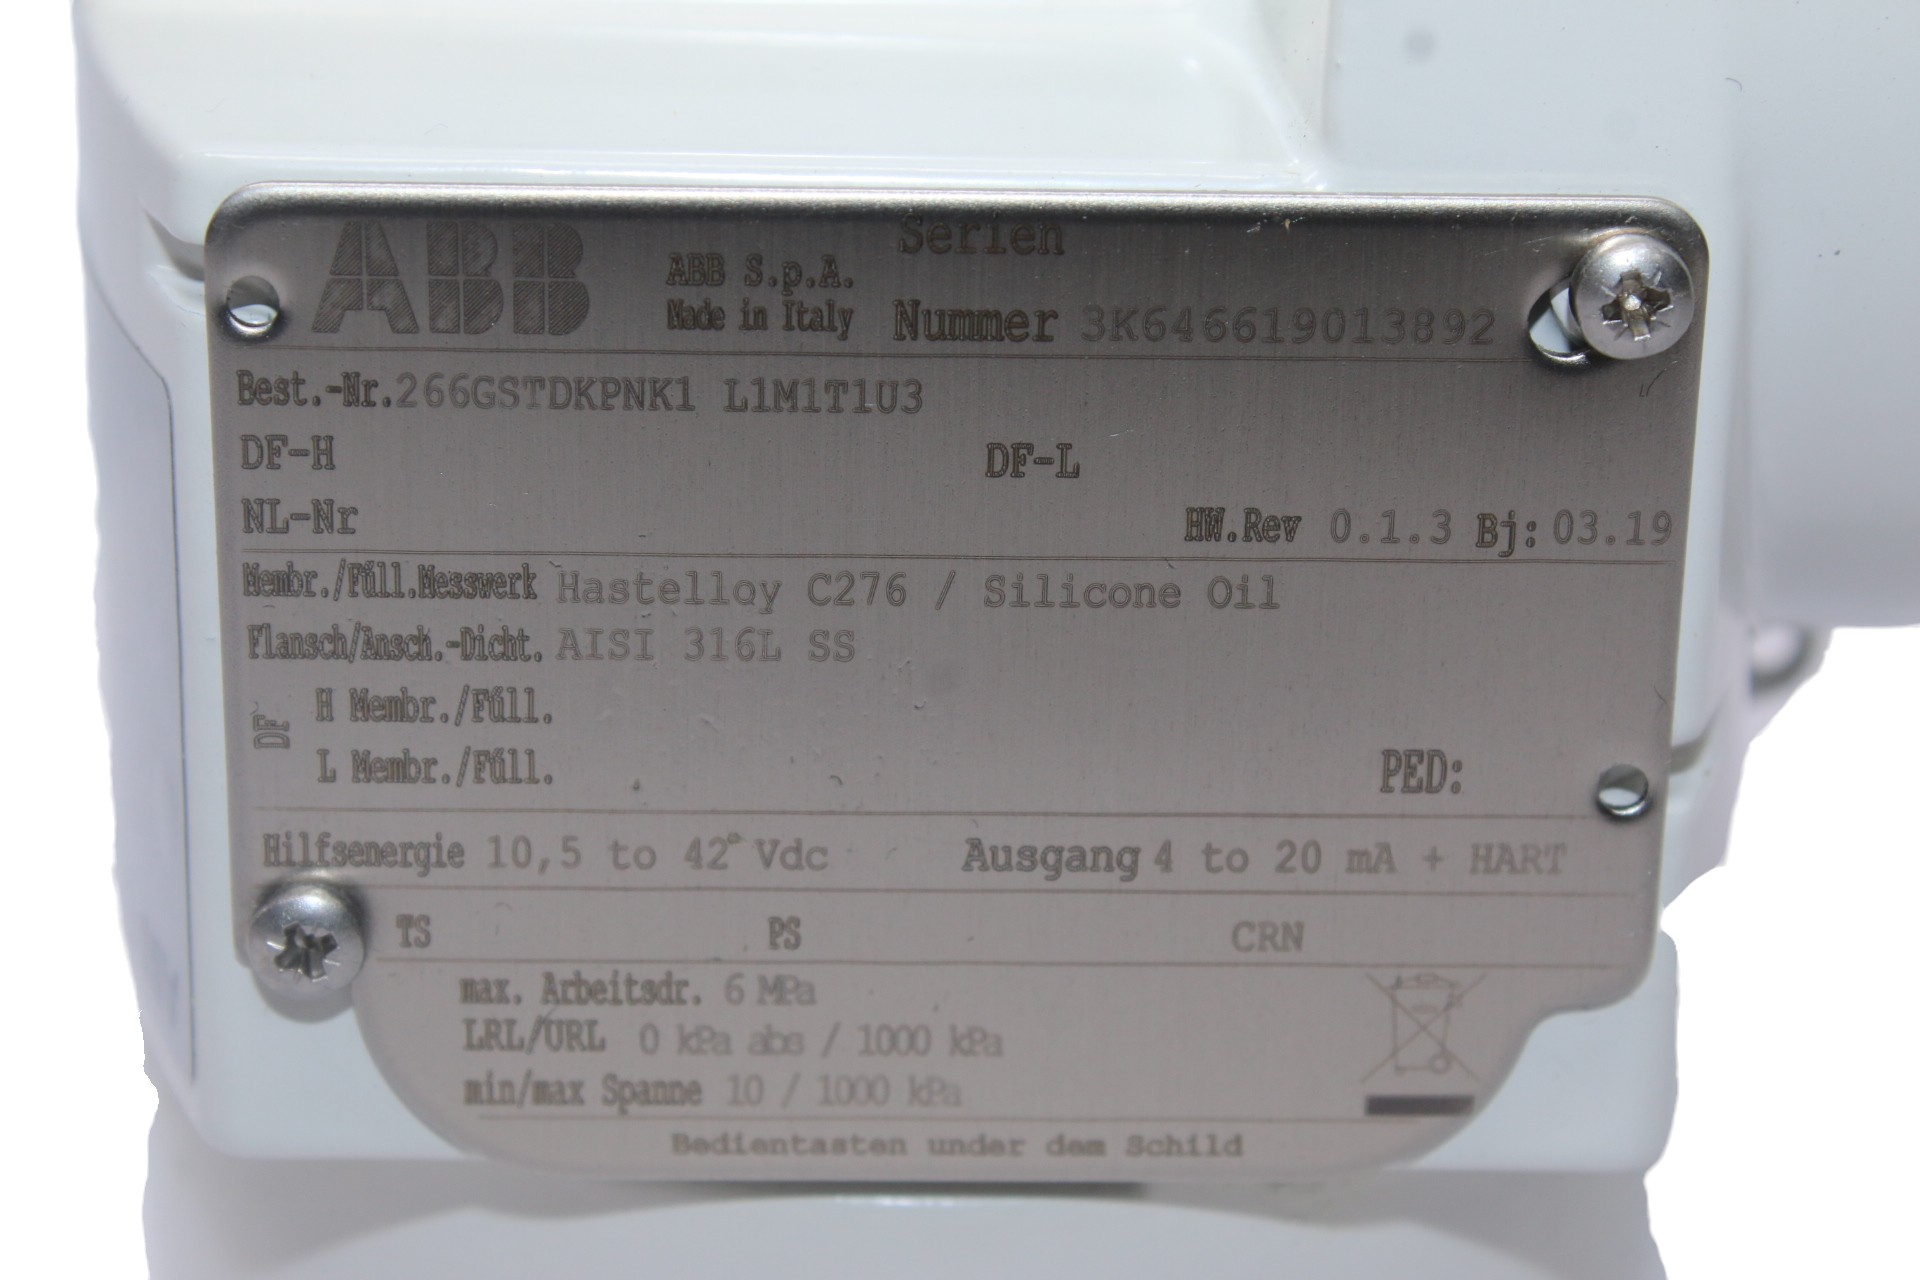 ABB
ABB S.p.A.
Made in Italy
Serien
Nummer 3K646619013892
Best.-Nr.266GSTDKPNK1 L1M1T1U3
DF-H DF-L
NL-Nr HW.Rev 0.1.3 Bj: 03.19
Membr./Füll.Messwerk Hastelloy C276 / Silicone Oil
Flansch/Ansch.-Dicht. AISI 316L SS
DF
H Membr./Füll.
L Membr./Füll.
PED:
Hilfsenergie 10,5 to 42 Vdc Ausgang 4 to 20 mA + HART
TS PS CRN
max. Arbeitsdr. 6 MPa
LRL/URL 0 kPa abs / 1000 kPa
min/max Spanne 10 / 1000 kPa
Bedientasten under dem Schild